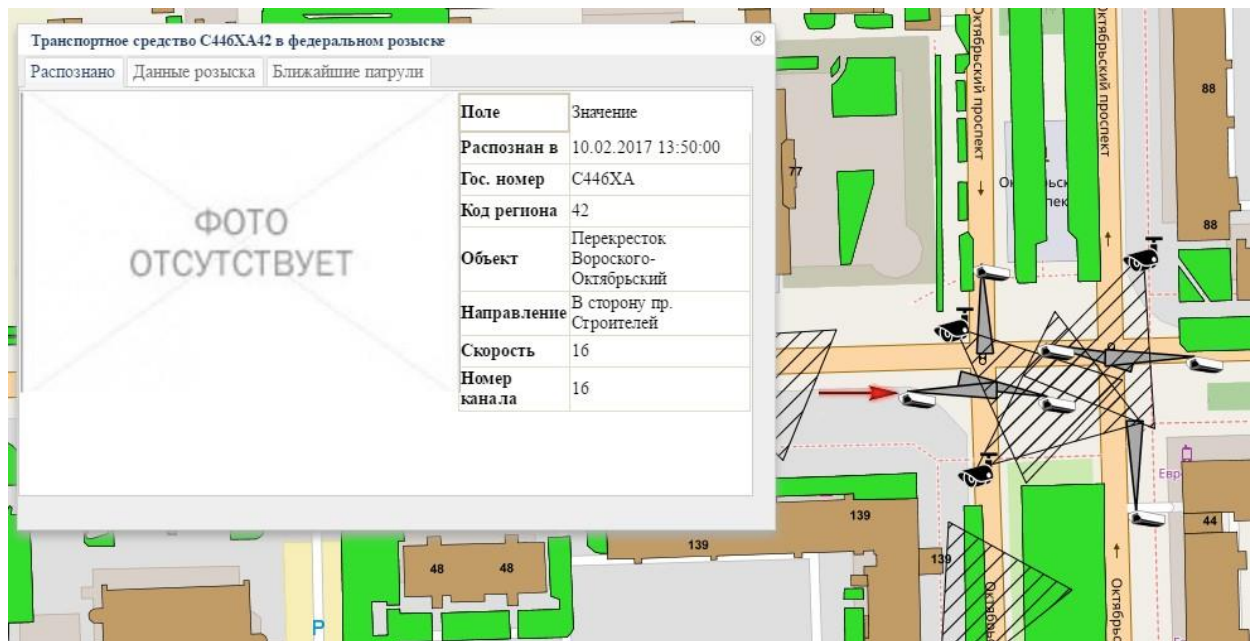 Транспортное средство С446ХА42 в федеральном розыске
Распознано
Данные розыска
Ближайшие патрули
ФОТО
ОТСУТСТВУЕТ
Поле
Значение
Распознан в
10.02.2017 13:50:00
Гос. номер
С446ХА
Код региона
42
Объект
Перекресток
Вороского-
Октябрьский
Направление
В сторону пр.
Строителей
Скорость
16
Номер
канала
16
Октябрьский проспект
Октябрьский проспект
77
88
88
44
139
139
139
48
48
P